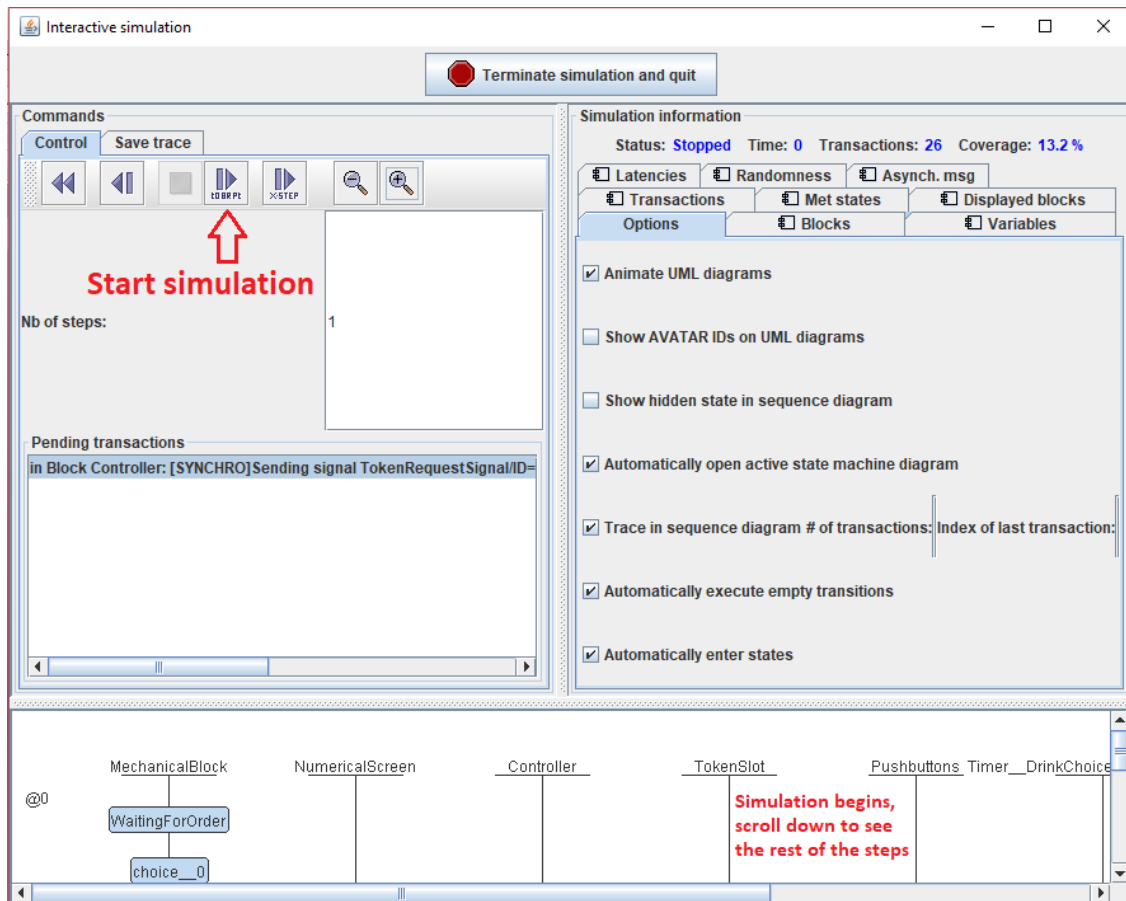 Interactive simulation
Terminate simulation and quit
Commands
Control Save trace
toBRPt X-STEP
Start simulation
Nb of steps: 1
Pending transactions
in Block Controller: [SYNCHRO]Sending signal TokenRequestSignal/ID=
Simulation information
Status: Stopped Time: 0 Transactions: 26 Coverage: 13.2 %
Latencies Randomness Asynch. msg
Transactions Met states Displayed blocks
Options Blocks Variables
Animate UML diagrams
Show AVATAR IDs on UML diagrams
Show hidden state in sequence diagram
Automatically open active state machine diagram
Trace in sequence diagram # of transactions: Index of last transaction:
Automatically execute empty transitions
Automatically enter states
MechanicalBlock NumericalScreen Controller TokenSlot Pushbuttons Timer__DrinkChoice
@0
WaitingForOrder
choice__0
Simulation begins,
scroll down to see
the rest of the steps